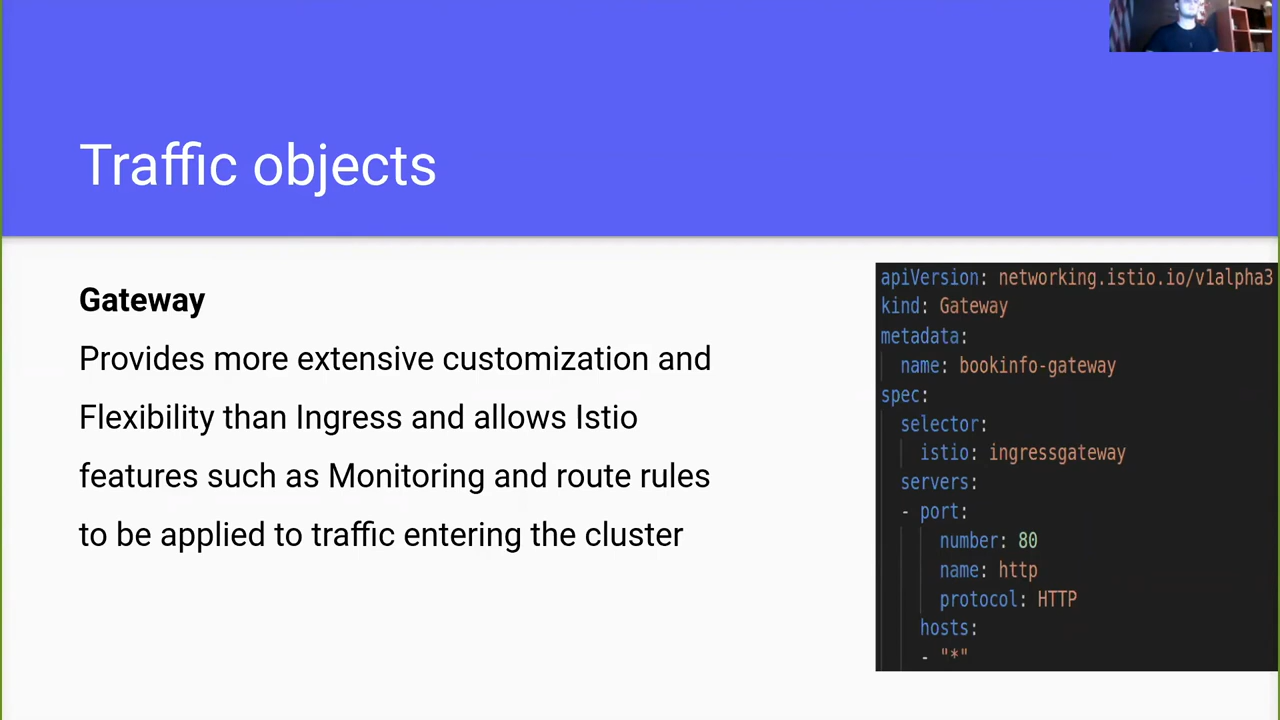 Traffic objects
Gateway
Provides more extensive customization and
Flexibility than Ingress and allows Istio
features such as Monitoring and route rules
to be applied to traffic entering the cluster
apiVersion: networking.istio.io/v1alpha3
kind: Gateway
metadata:
  name: bookinfo-gateway
spec:
  selector:
    istio: ingressgateway
  servers:
  - port:
      number: 80
      name: http
      protocol: HTTP
    hosts:
    - "*"